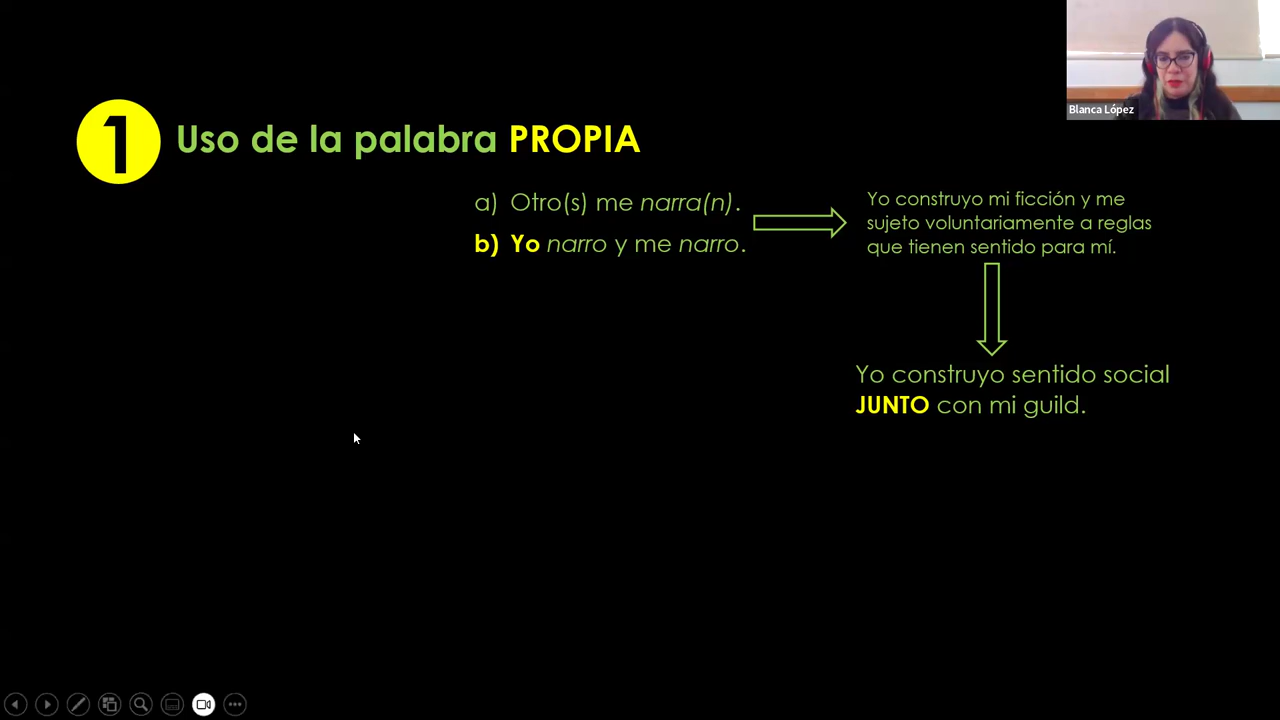 1 Uso de la palabra PROPIA
a) Otro(s) me narra(n).
b) Yo narro y me narro.
Yo construyo mi ficción y me
sujeto voluntariamente a reglas
que tienen sentido para mí.
Yo construyo sentido social
JUNTO con mi guild.
Blanca López